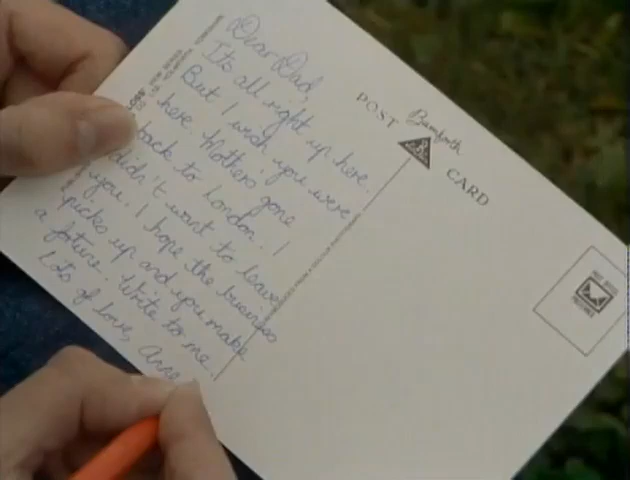 Dear Dad,
It's all right up here.
But I wish you were
here. Mother's gone
back to London. I
didn't want to leave
you. I hope the business
picks up and you make
a fortune. Write to me.
Lots of love, Anne
POST CARD
Bamforth